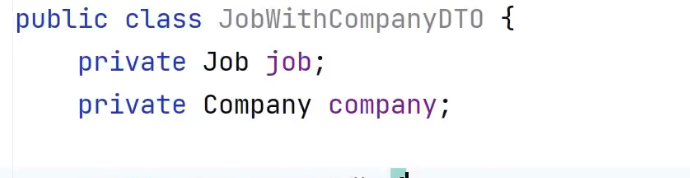 public class JobWithCompanyDTO {
private Job job;
private Company company;